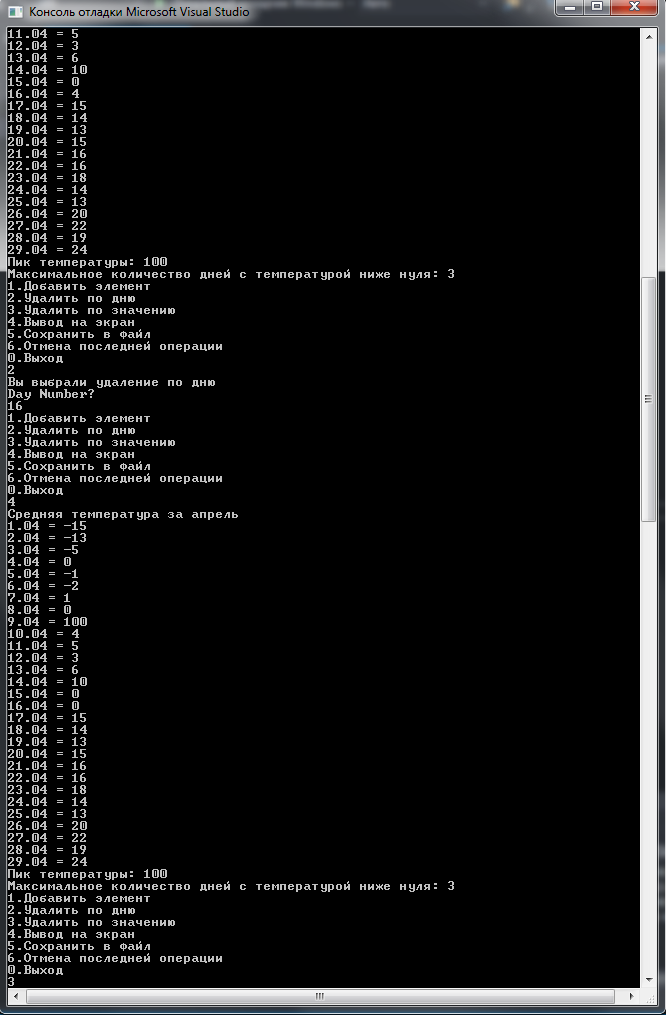 Консоль отладки Microsoft Visual Studio
11.04 = 5
12.04 = 3
13.04 = 6
14.04 = 10
15.04 = 0
16.04 = 4
17.04 = 15
18.04 = 14
19.04 = 13
20.04 = 15
21.04 = 16
22.04 = 16
23.04 = 18
24.04 = 14
25.04 = 13
26.04 = 20
27.04 = 22
28.04 = 19
29.04 = 24
Пик температуры: 100
Максимальное количество дней с температурой ниже нуля: 3
1.Добавить элемент
2.Удалить по дню
3.Удалить по значению
4.Вывод на экран
5.Сохранить в файл
6.Отмена последней операции
0.Выход
2
Вы выбрали удаление по дню
Day Number?
16
1.Добавить элемент
2.Удалить по дню
3.Удалить по значению
4.Вывод на экран
5.Сохранить в файл
6.Отмена последней операции
0.Выход
4
Средняя температура за апрель
1.04 = -15
2.04 = -13
3.04 = -5
4.04 = 0
5.04 = -1
6.04 = -2
7.04 = 1
8.04 = 0
9.04 = 100
10.04 = 4
11.04 = 5
12.04 = 3
13.04 = 6
14.04 = 10
15.04 = 0
16.04 = 0
17.04 = 15
18.04 = 14
19.04 = 13
20.04 = 15
21.04 = 16
22.04 = 16
23.04 = 18
24.04 = 14
25.04 = 13
26.04 = 20
27.04 = 22
28.04 = 19
29.04 = 24
Пик температуры: 100
Максимальное количество дней с температурой ниже нуля: 3
1.Добавить элемент
2.Удалить по дню
3.Удалить по значению
4.Вывод на экран
5.Сохранить в файл
6.Отмена последней операции
0.Выход
3